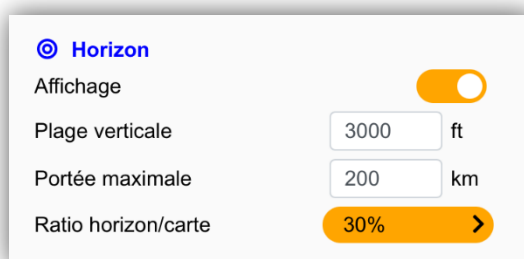 Horizon
Affichage
Plage verticale 3000 ft
Portée maximale 200 km
Ratio horizon/carte 30%